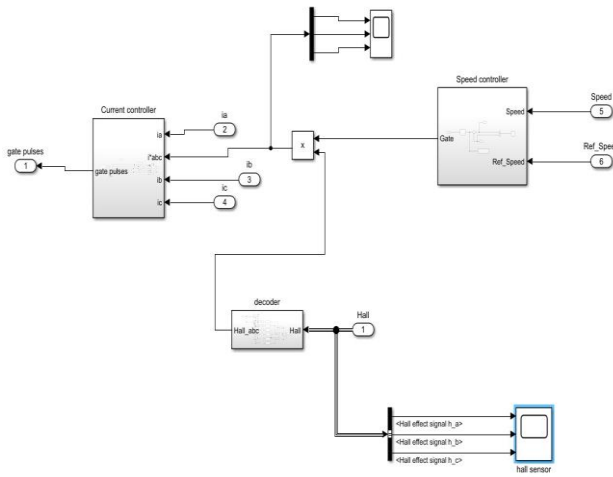 Speed controller
Current controller
ia
2
Speed
5
Speed
Gate
gate pulses
1
gate pulses
ia
i*abc
ib
ic
x
ib
3
ic
4
Ref_Speed
Ref_Spee
6
decoder
Hall_abc
Hall
Hall
1
<Hall effect signal h_a>
<Hall effect signal h_b>
<Hall effect signal h_c>
hall sensor